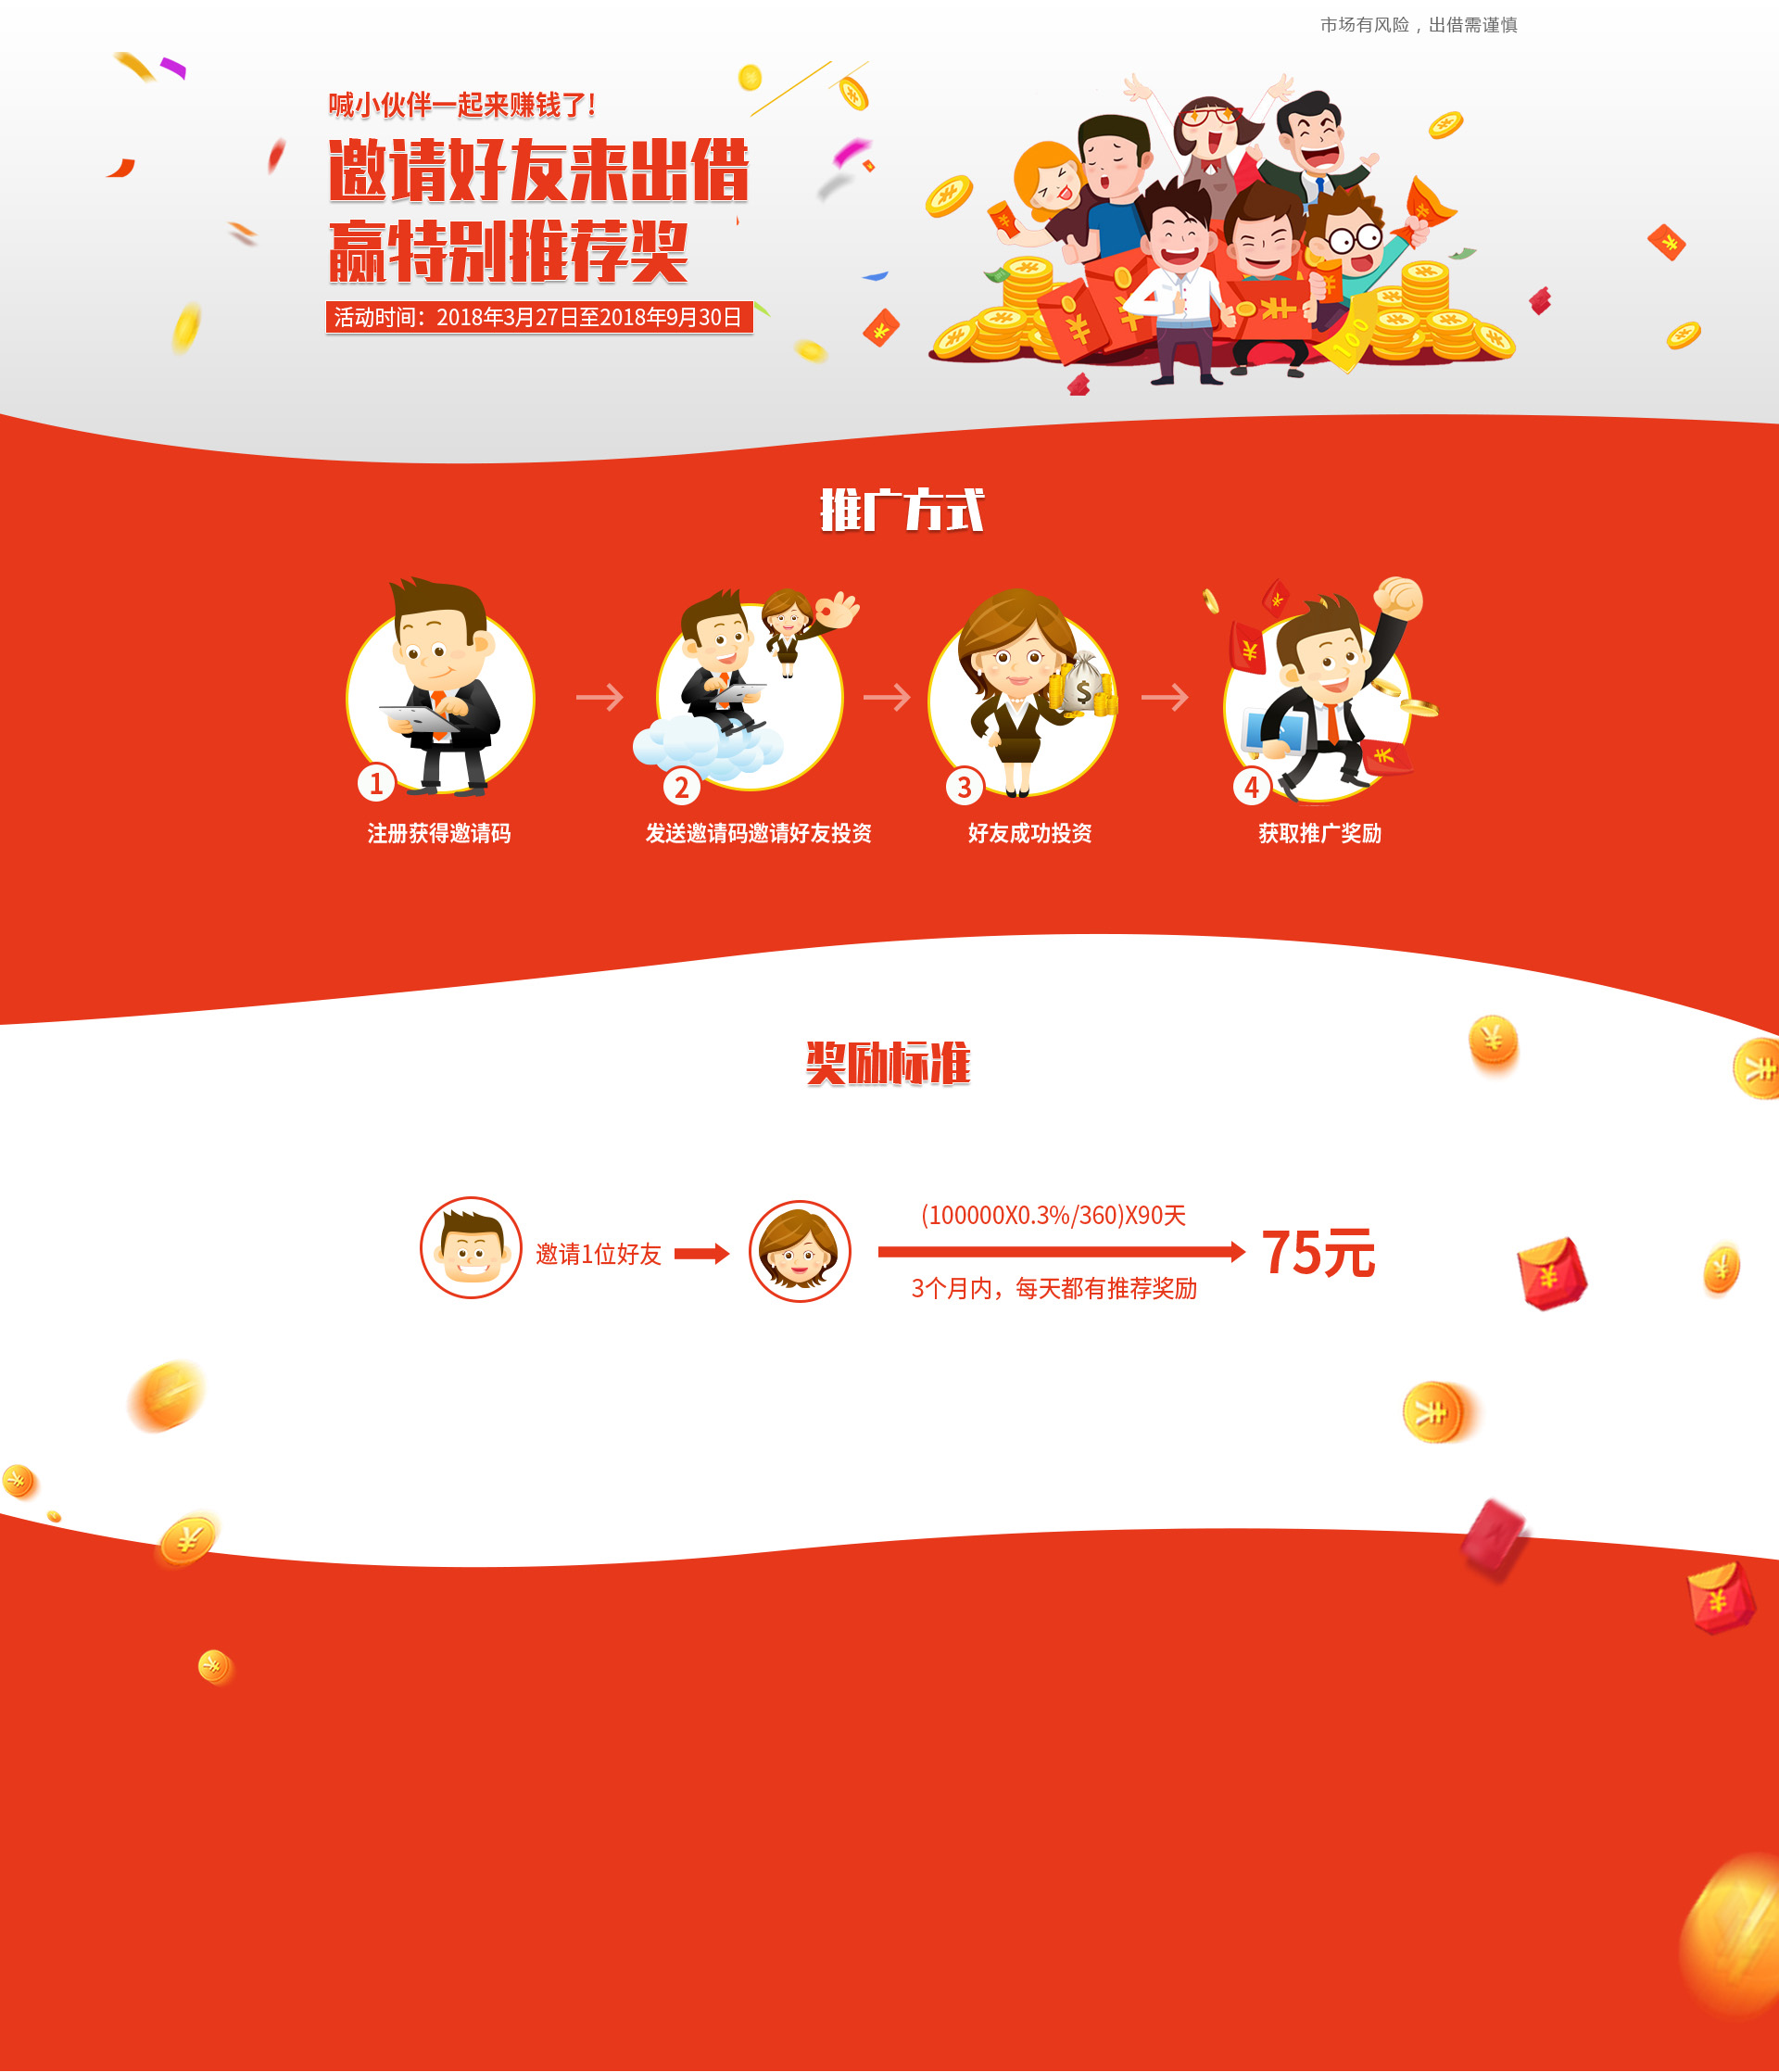 市场有风险，出借需谨慎
喊小伙伴一起来赚钱了!
邀请好友来出借
赢特别推荐奖
活动时间：2018年3月27日至2018年9月30日
100
推广方式
$
1
2
3
4
注册获得邀请码
发送邀请码邀请好友投资
好友成功投资
获取推广奖励
奖励标准
邀请1位好友
(100000X0.3%/360)X90天
3个月内，每天都有推荐奖励
75元